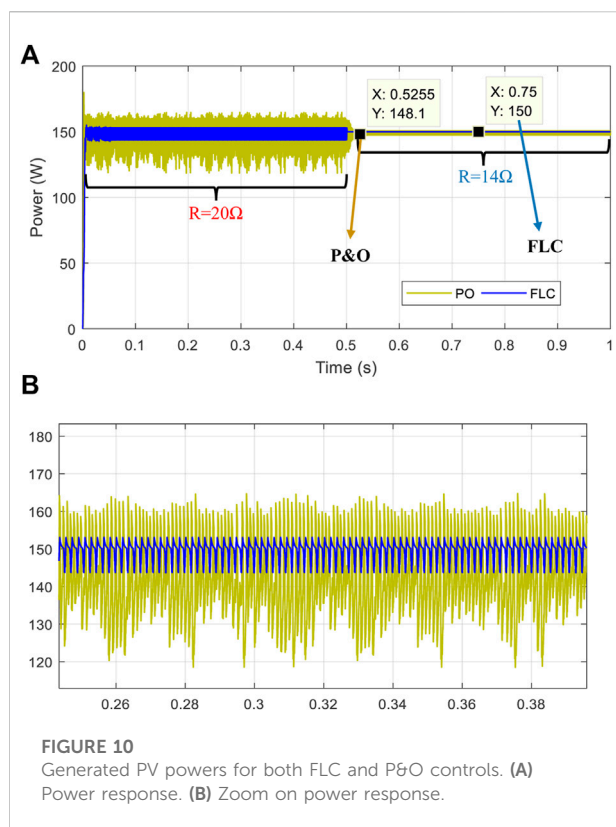 A
200
150
100
50
0
Power (W)
X: 0.5255
Y: 148.1
X: 0.75
Y: 150
R=20Ω
R=14Ω
P&O
FLC
PO
FLC
0
0.1
0.2
0.3
0.4
0.5
0.6
0.7
0.8
0.9
1
Time (s)
B
180
170
160
150
140
130
120
0.26
0.28
0.3
0.32
0.34
0.36
0.38
FIGURE 10
Generated PV powers for both FLC and P&O controls. (A)
Power response. (B) Zoom on power response.